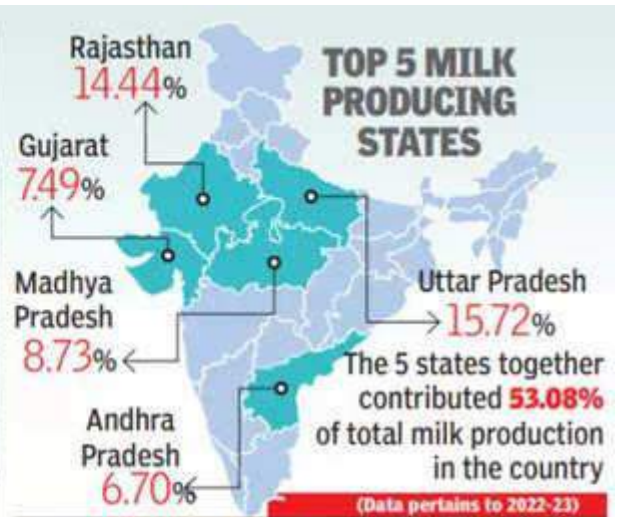 TOP 5 MILK
PRODUCING
STATES
Rajasthan
14.44%
Gujarat
7.49%
Madhya
Pradesh
8.73%
Andhra
Pradesh
6.70%
Uttar Pradesh
15.72%
The 5 states together
contributed 53.08%
of total milk production
in the country
(Data pertains to 2022-23)